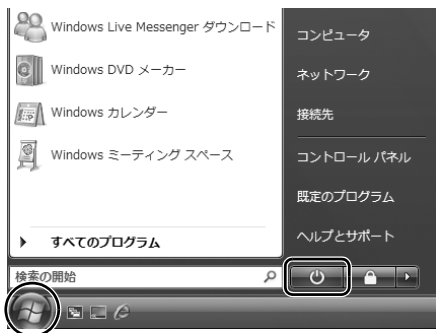 Windows Live Messenger ダウンロード
Windows DVD メーカー
Windows カレンダー
Windows ミーティング スペース
すべてのプログラム
検索の開始
コンピュータ
ネットワーク
接続先
コントロール パネル
既定のプログラム
ヘルプとサポート